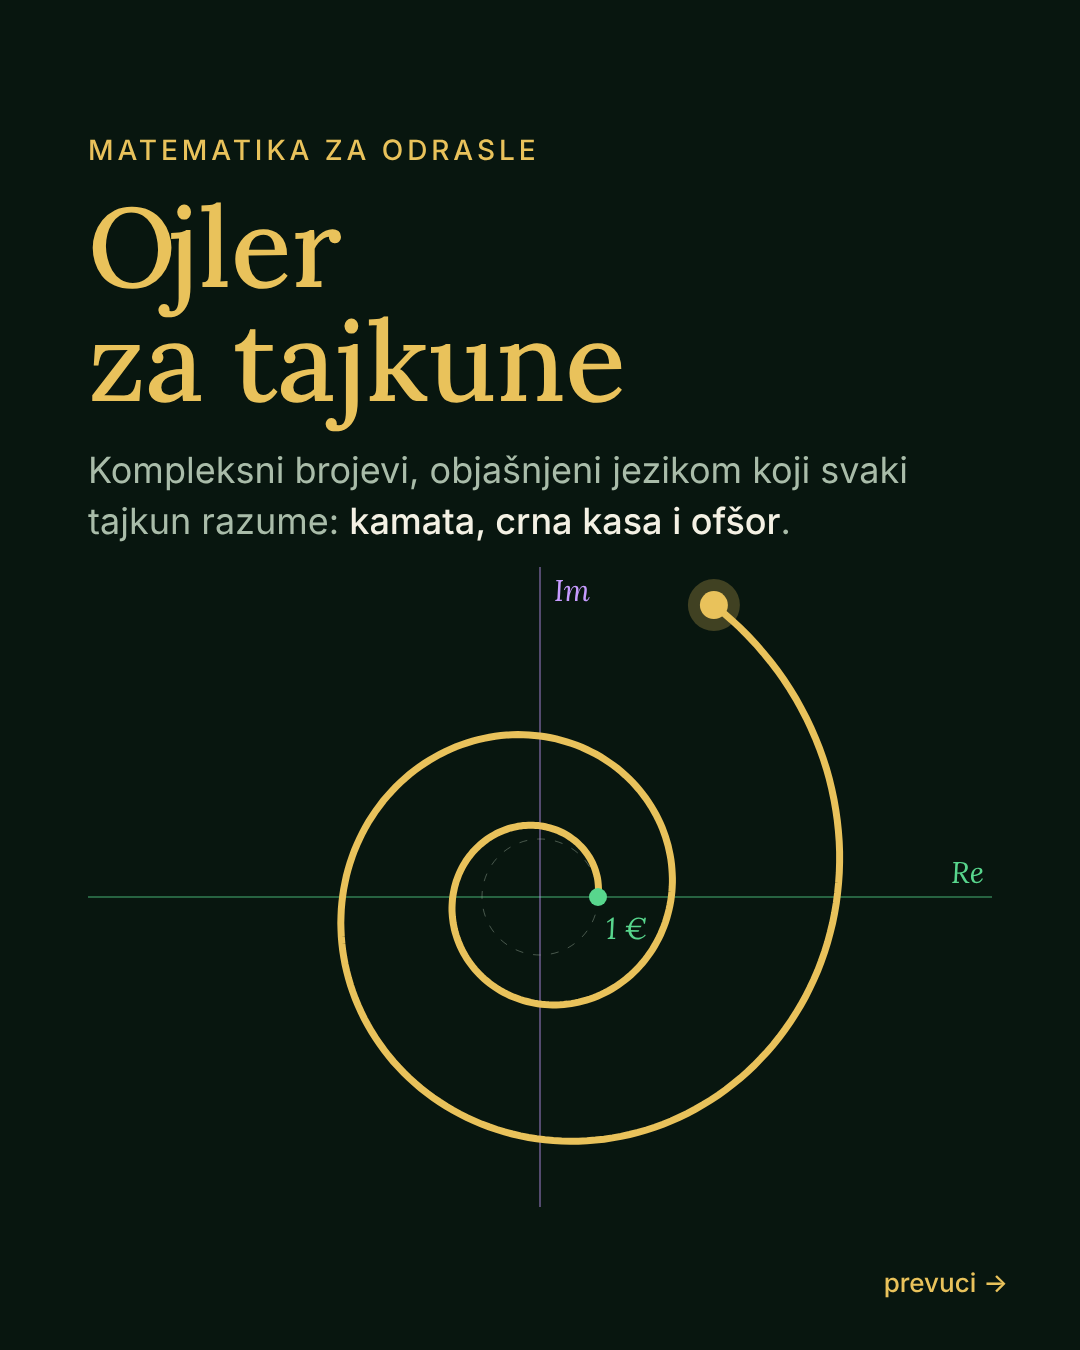 MATEMATIKA ZA ODRASLE
Ojler
za tajkune
Kompleksni brojevi, objašnjeni jezikom koji svaki
tajkun razume: kamata, crna kasa i ofšor.
Im
Re
1 €
prevuci →